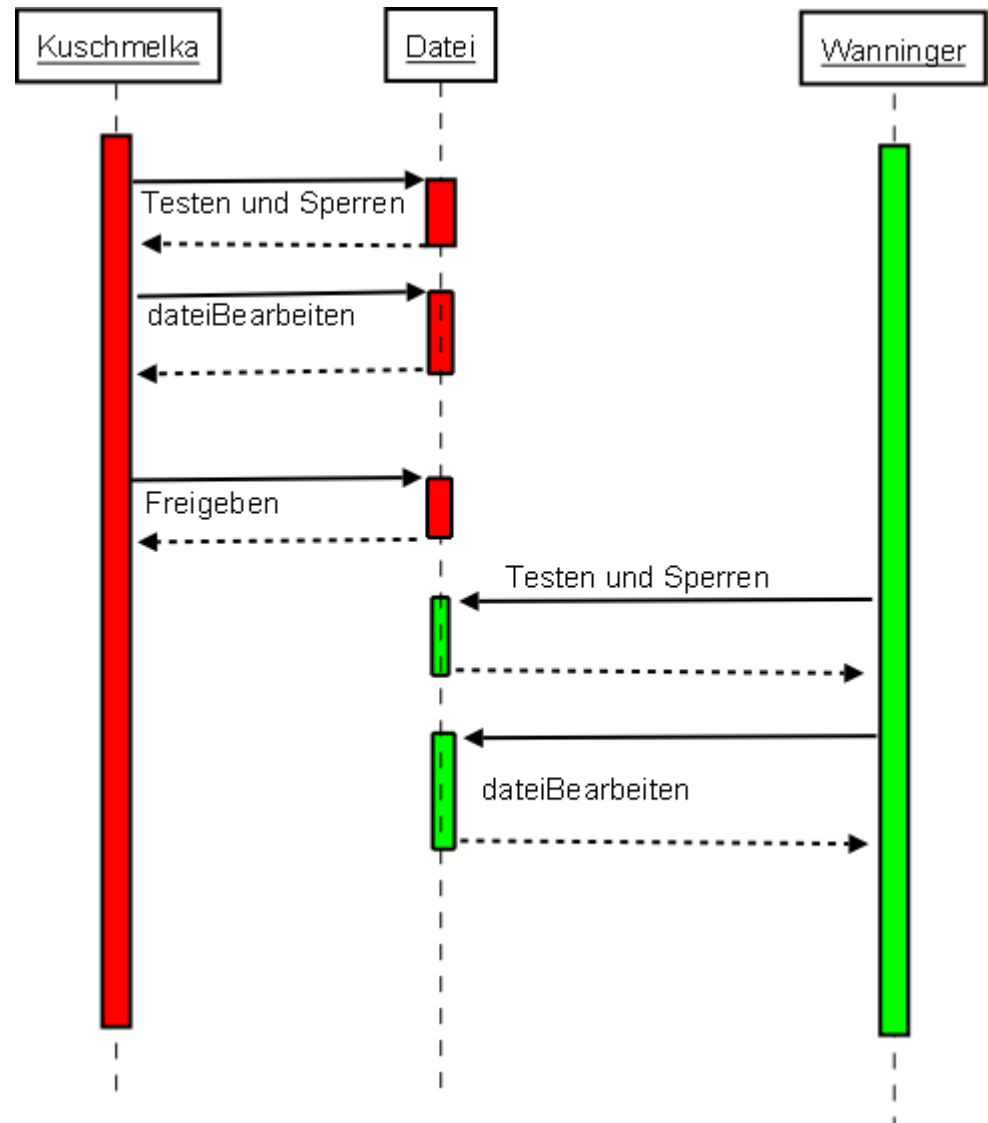 Kuschmelka
Datei
Wanninger
Testen und Sperren
dateiBearbeiten
Freigeben
Testen und Sperren
dateiBearbeiten